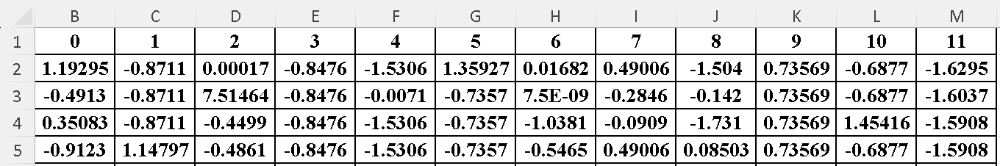 B C D E F G H I J K L M
1 0 1 2 3 4 5 6 7 8 9 10 11
2 1.19295 -0.8711 0.00017 -0.8476 -1.5306 1.35927 0.01682 0.49006 -1.504 0.73569 -0.6877 -1.6295
3 -0.4913 -0.8711 7.51464 -0.8476 -0.0071 -0.7357 7.5E-09 -0.2846 -0.142 0.73569 -0.6877 -1.6037
4 0.35083 -0.8711 -0.4499 -0.8476 -1.5306 -0.7357 -1.0381 -0.0909 -1.731 0.73569 1.45416 -1.5908
5 -0.9123 1.14797 -0.4861 -0.8476 -1.5306 -0.7357 -0.5465 0.49006 0.08503 0.73569 -0.6877 -1.5908